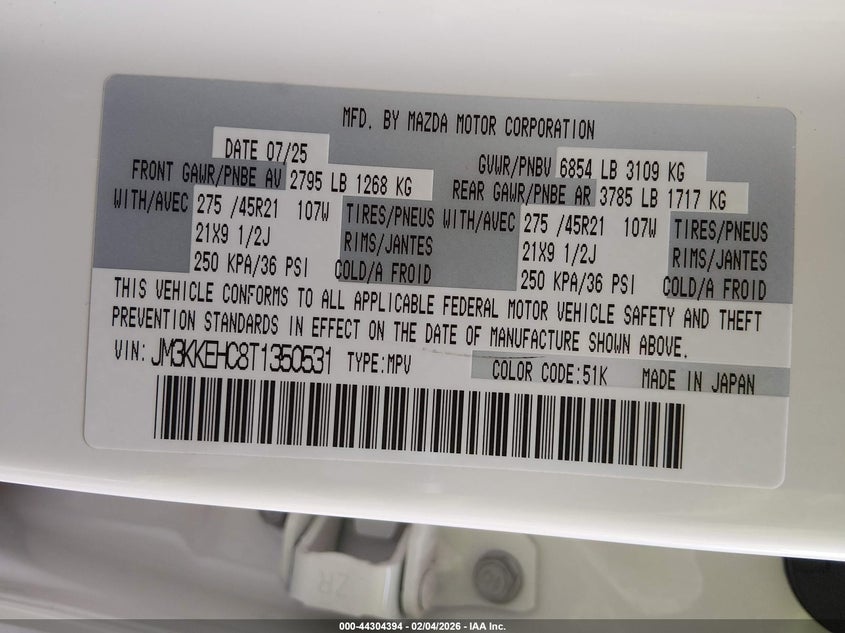 MFD. BY MAZDA MOTOR CORPORATION
DATE 07/25 GVWR/PNBV 6854 LB 3109 KG
FRONT GAWR/PNBE AV 2795 LB 1268 KG REAR GAWR/PNBE AR 3785 LB 1717 KG
WITH/AVEC 275 /45R21 107W TIRES/PNEUS WITH/AVEC 275 /45R21 107W TIRES/PNEUS
21X9 1/2J RIMS/JANTES 21X9 1/2J RIMS/JANTES
250 KPA/36 PSI COLD/A FROID 250 KPA/36 PSI COLD/A FROID
THIS VEHICLE CONFORMS TO ALL APPLICABLE FEDERAL MOTOR VEHICLE SAFETY AND THEFT
PREVENTION STANDARDS IN EFFECT ON THE DATE OF MANUFACTURE SHOWN ABOVE.
VIN: JM3KKEHC8T1350531 TYPE:MPV COLOR CODE:51K MADE IN JAPAN
ZR
000-44304394 - 02/04/2026 - IAA Inc.